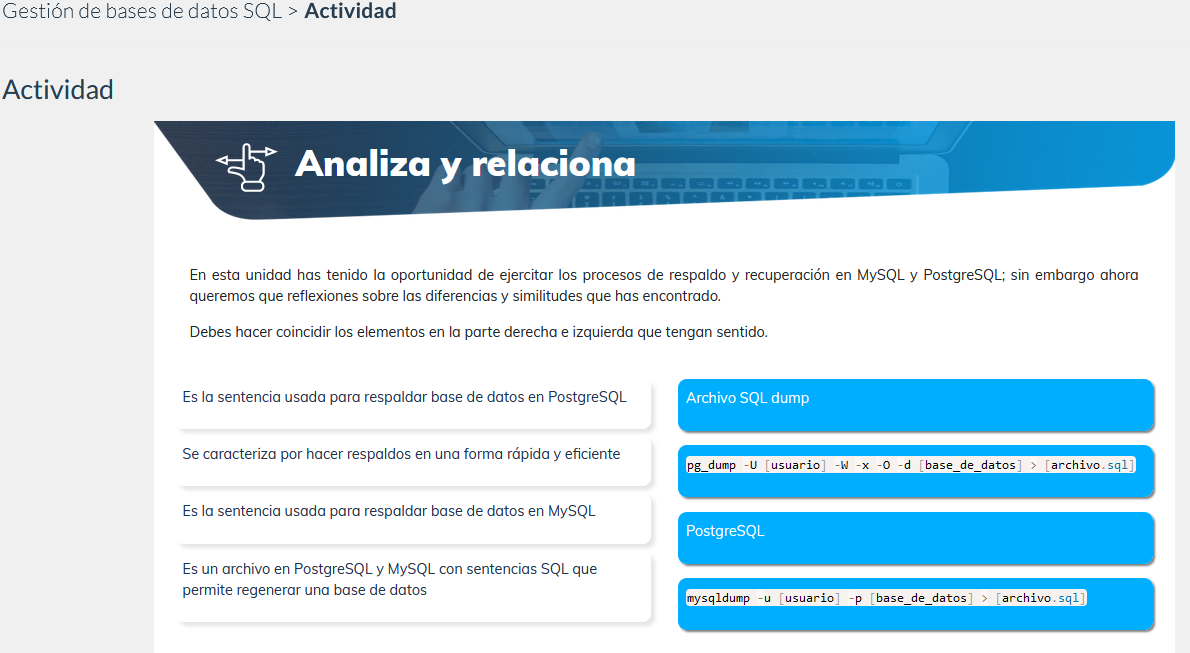 Gestión de bases de datos SQL > Actividad
Actividad
Analiza y relaciona
En esta unidad has tenido la oportunidad de ejercitar los procesos de respaldo y recuperación en MySQL y PostgreSQL; sin embargo ahora
queremos que reflexiones sobre las diferencias y similitudes que has encontrado.
Debes hacer coincidir los elementos en la parte derecha e izquierda que tengan sentido.
Es la sentencia usada para respaldar base de datos en PostgreSQL
Se caracteriza por hacer respaldos en una forma rápida y eficiente
Es la sentencia usada para respaldar base de datos en MySQL
Es un archivo en PostgreSQL y MySQL con sentencias SQL que
permite regenerar una base de datos
Archivo SQL dump
pg_dump -U [usuario] -W -x -O -d [base_de_datos] > [archivo.sql]
PostgreSQL
mysqldump -u [usuario] -p [base_de_datos] > [archivo.sql]